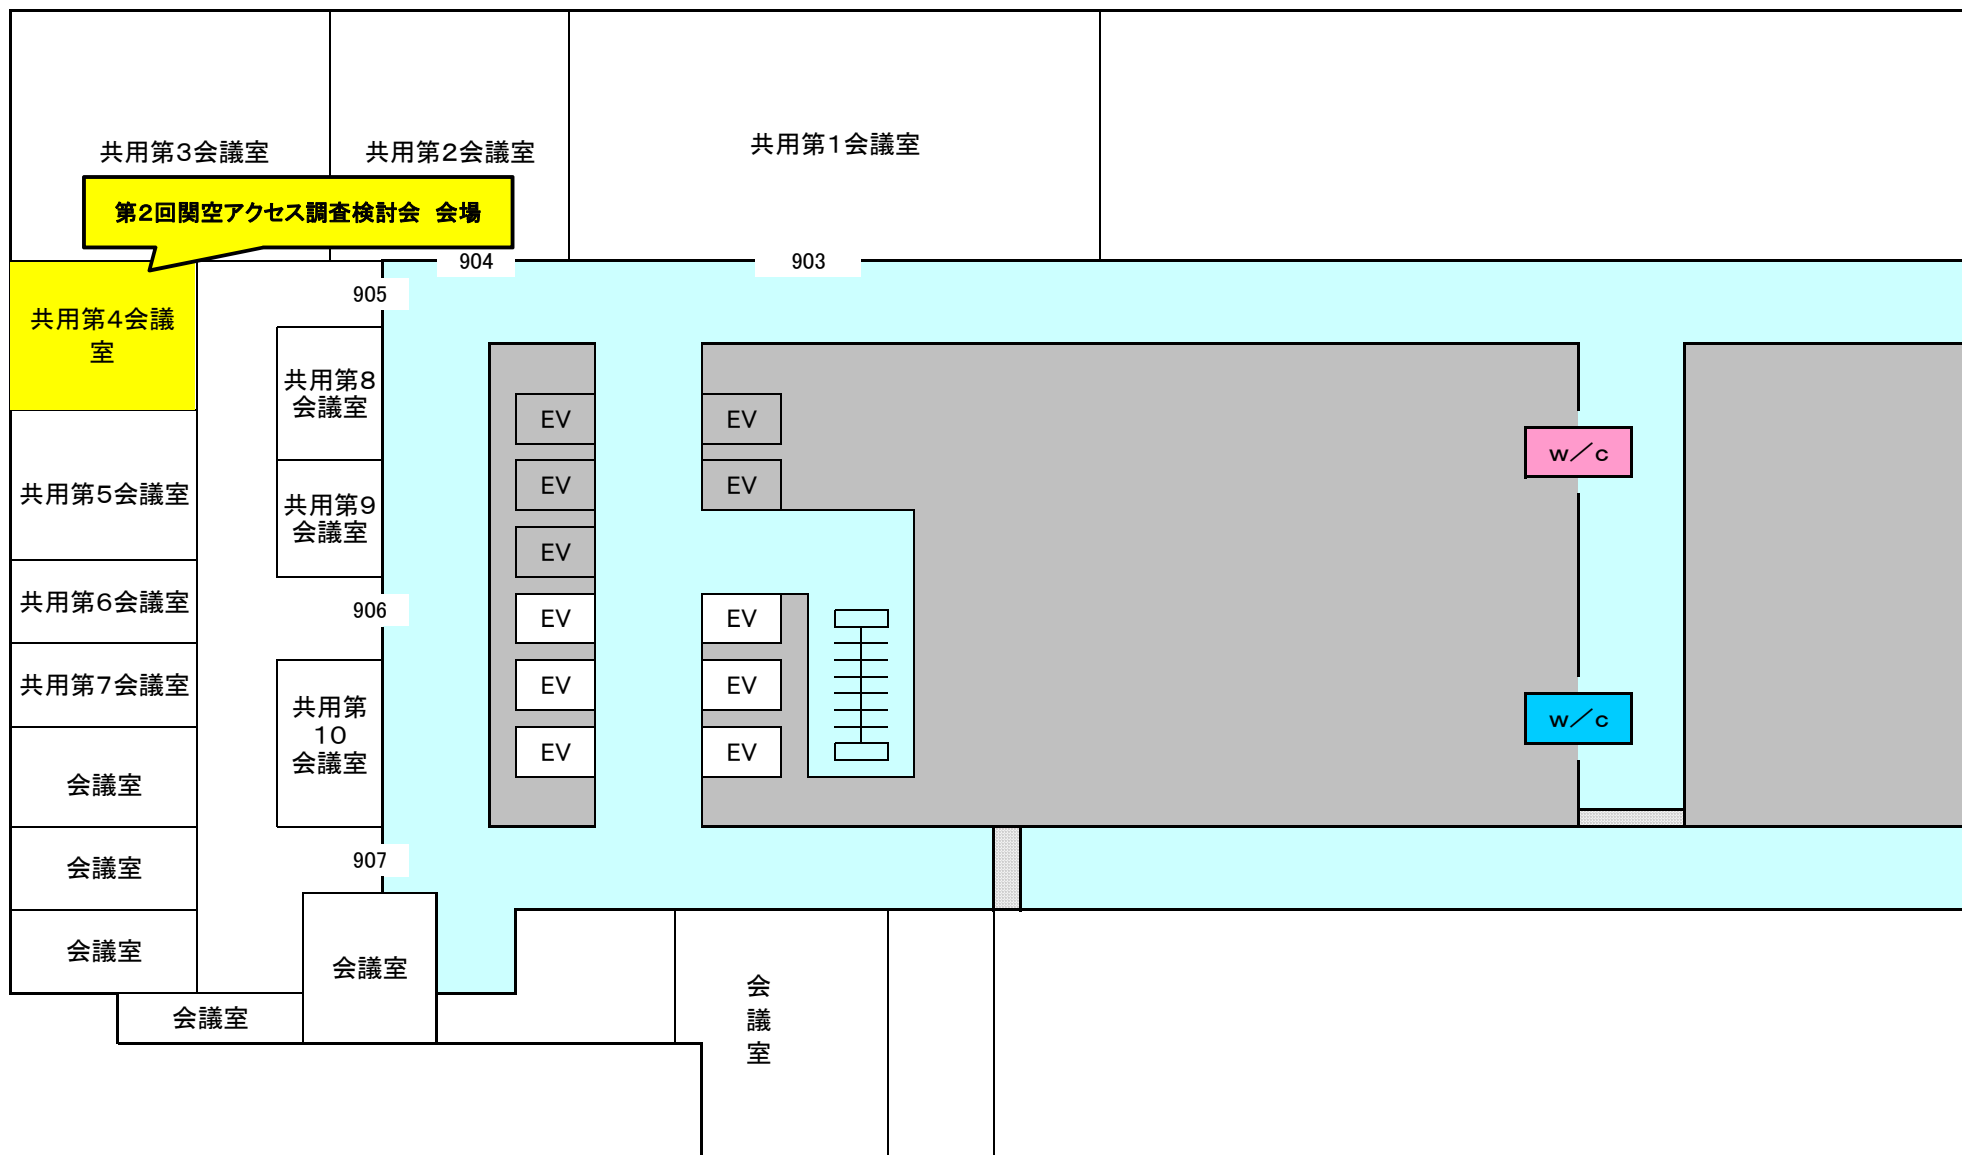 共用第3会議室
共用第2会議室
共用第1会議室
第2回関空アクセス調査検討会 会場
904
903
905
共用第4会議
室
共用第8
会議室
EV
EV
w／c
共用第5会議室
共用第9
会議室
EV
EV
EV
共用第6会議室
906
EV
EV
共用第7会議室
EV
EV
共用第
10
会議室
w／c
会議室
EV
EV
907
会議室
会議室
会議室
会議室
会
議
室